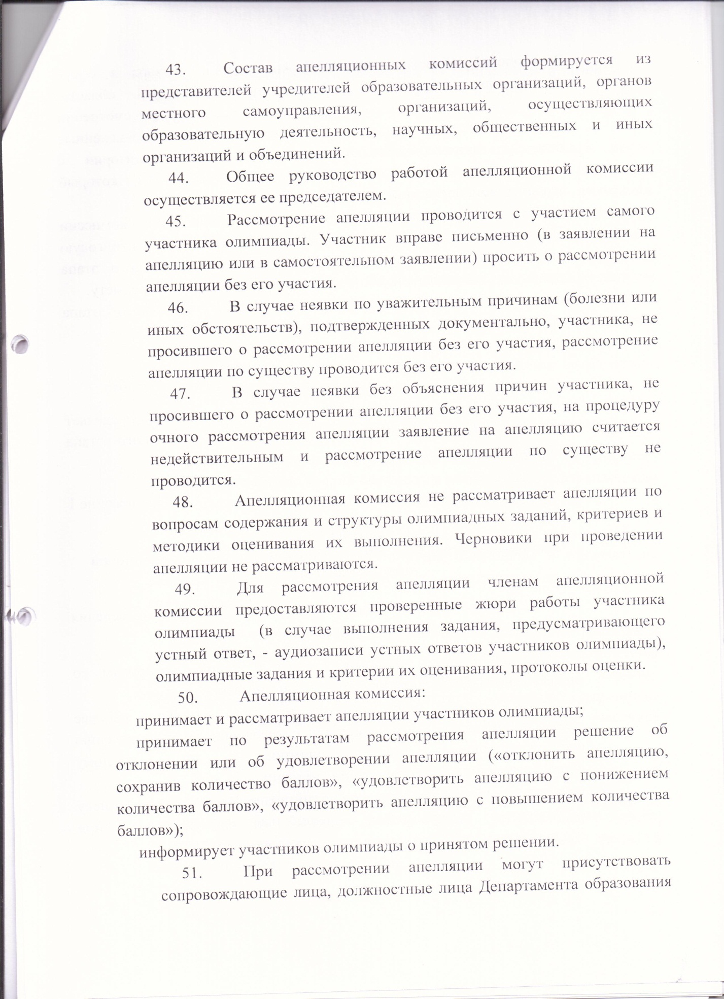 43. Состав апелляционных комиссий формируется из
представителей учредителей образовательных организаций, органов
местного самоуправления, организаций, осуществляющих
образовательную деятельность, научных, общественных и иных
организаций и объединений.
44. Общее руководство работой апелляционной комиссии
осуществляется ее председателем.
45. Рассмотрение апелляции проводится с участием самого
участника олимпиады. Участник вправе письменно (в заявлении на
апелляцию или в самостоятельном заявлении) просить о рассмотрении
апелляции без его участия.
46. В случае неявки по уважительным причинам (болезни или
иных обстоятельств), подтвержденных документально, участника, не
просившего о рассмотрении апелляции без его участия, рассмотрение
апелляции по существу проводится без его участия.
47. В случае неявки без объяснения причин участника, не
просившего о рассмотрении апелляции без его участия, на процедуру
очного рассмотрения апелляции заявление на апелляцию считается
недействительным и рассмотрение апелляции по существу не
проводится.
48. Апелляционная комиссия не рассматривает апелляции по
вопросам содержания и структуры олимпиадных заданий, критериев и
методики оценивания их выполнения. Черновики при проведении
апелляции не рассматриваются.
49. Для рассмотрения апелляции членам апелляционной
комиссии предоставляются проверенные жюри работы участника
олимпиады (в случае выполнения задания, предусматривающего
устный ответ, - аудиозаписи устных ответов участников олимпиады),
олимпиадные задания и критерии их оценивания, протоколы оценки.
50. Апелляционная комиссия:
принимает и рассматривает апелляции участников олимпиады;
принимает по результатам рассмотрения апелляции решение об
отклонении или об удовлетворении апелляции («отклонить апелляцию,
сохранив количество баллов», «удовлетворить апелляцию с понижением
количества баллов», «удовлетворить апелляцию с повышением количества
баллов»);
информирует участников олимпиады о принятом решении.
51. При рассмотрении апелляции могут присутствовать
сопровождающие лица, должностные лица Департамента образования